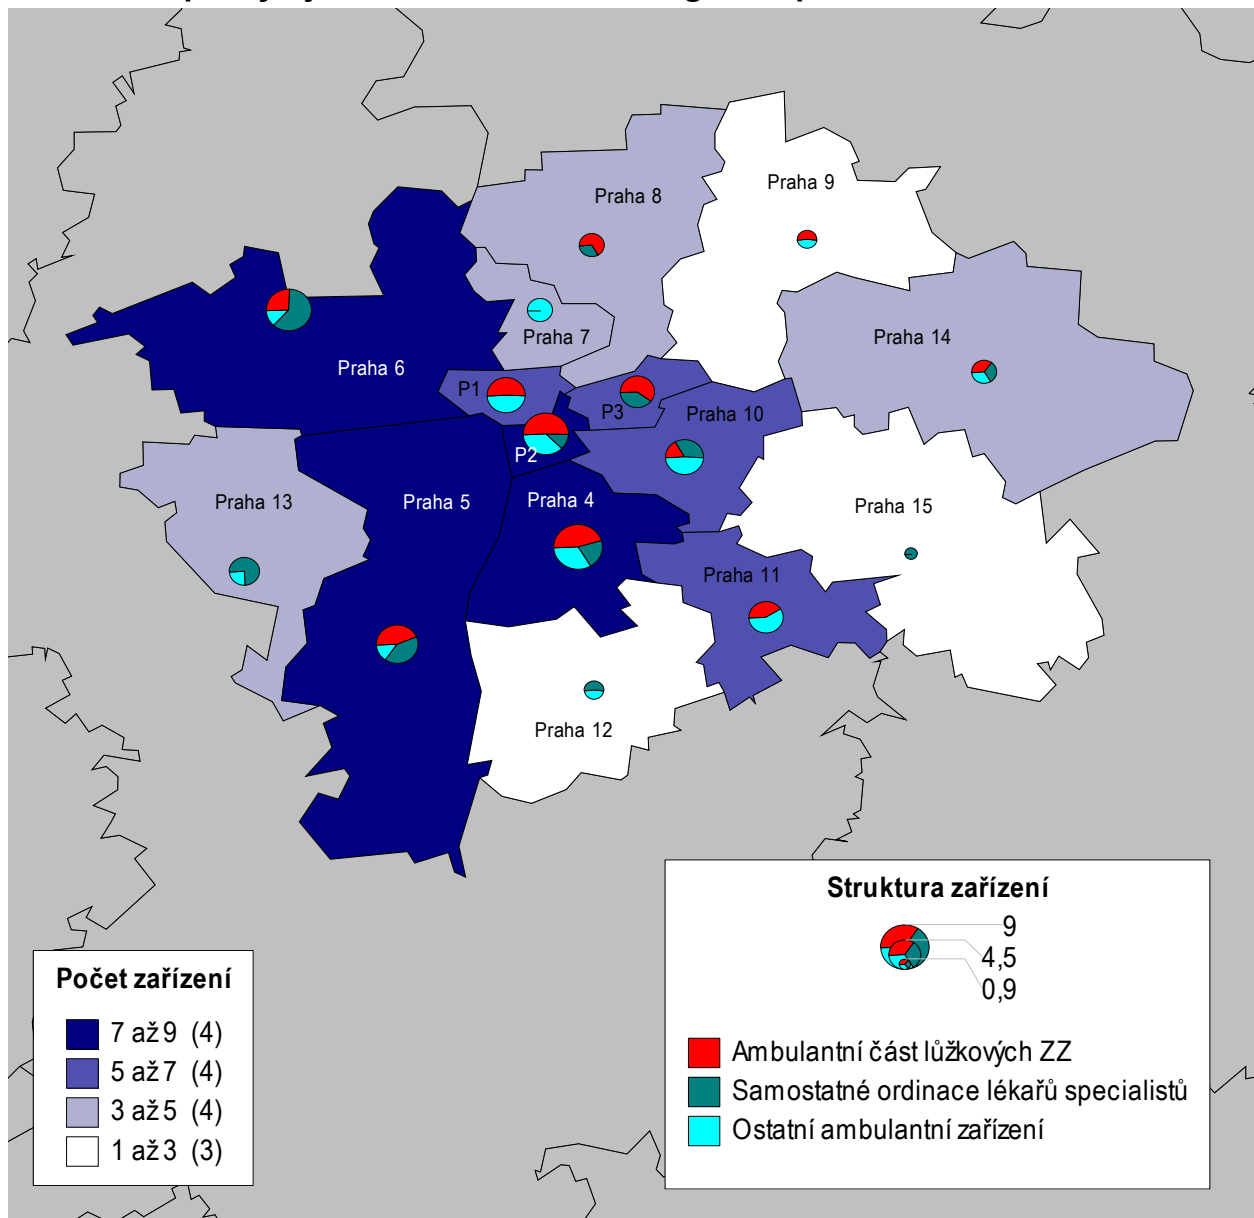 Praha 9
Praha 8
Praha 7
Praha 14
Praha 6
P1
P3
Praha 10
P2
Praha 13
Praha 5
Praha 4
Praha 15
Praha 11
Praha 12
Struktura zařízení
9
4,5
0,9
Ambulantní část lůžkových ZZ
Samostatné ordinace lékařů specialistů
Ostatní ambulantní zařízení
Počet zařízení
7 až 9 (4)
5 až 7 (4)
3 až 5 (4)
1 až 3 (3)